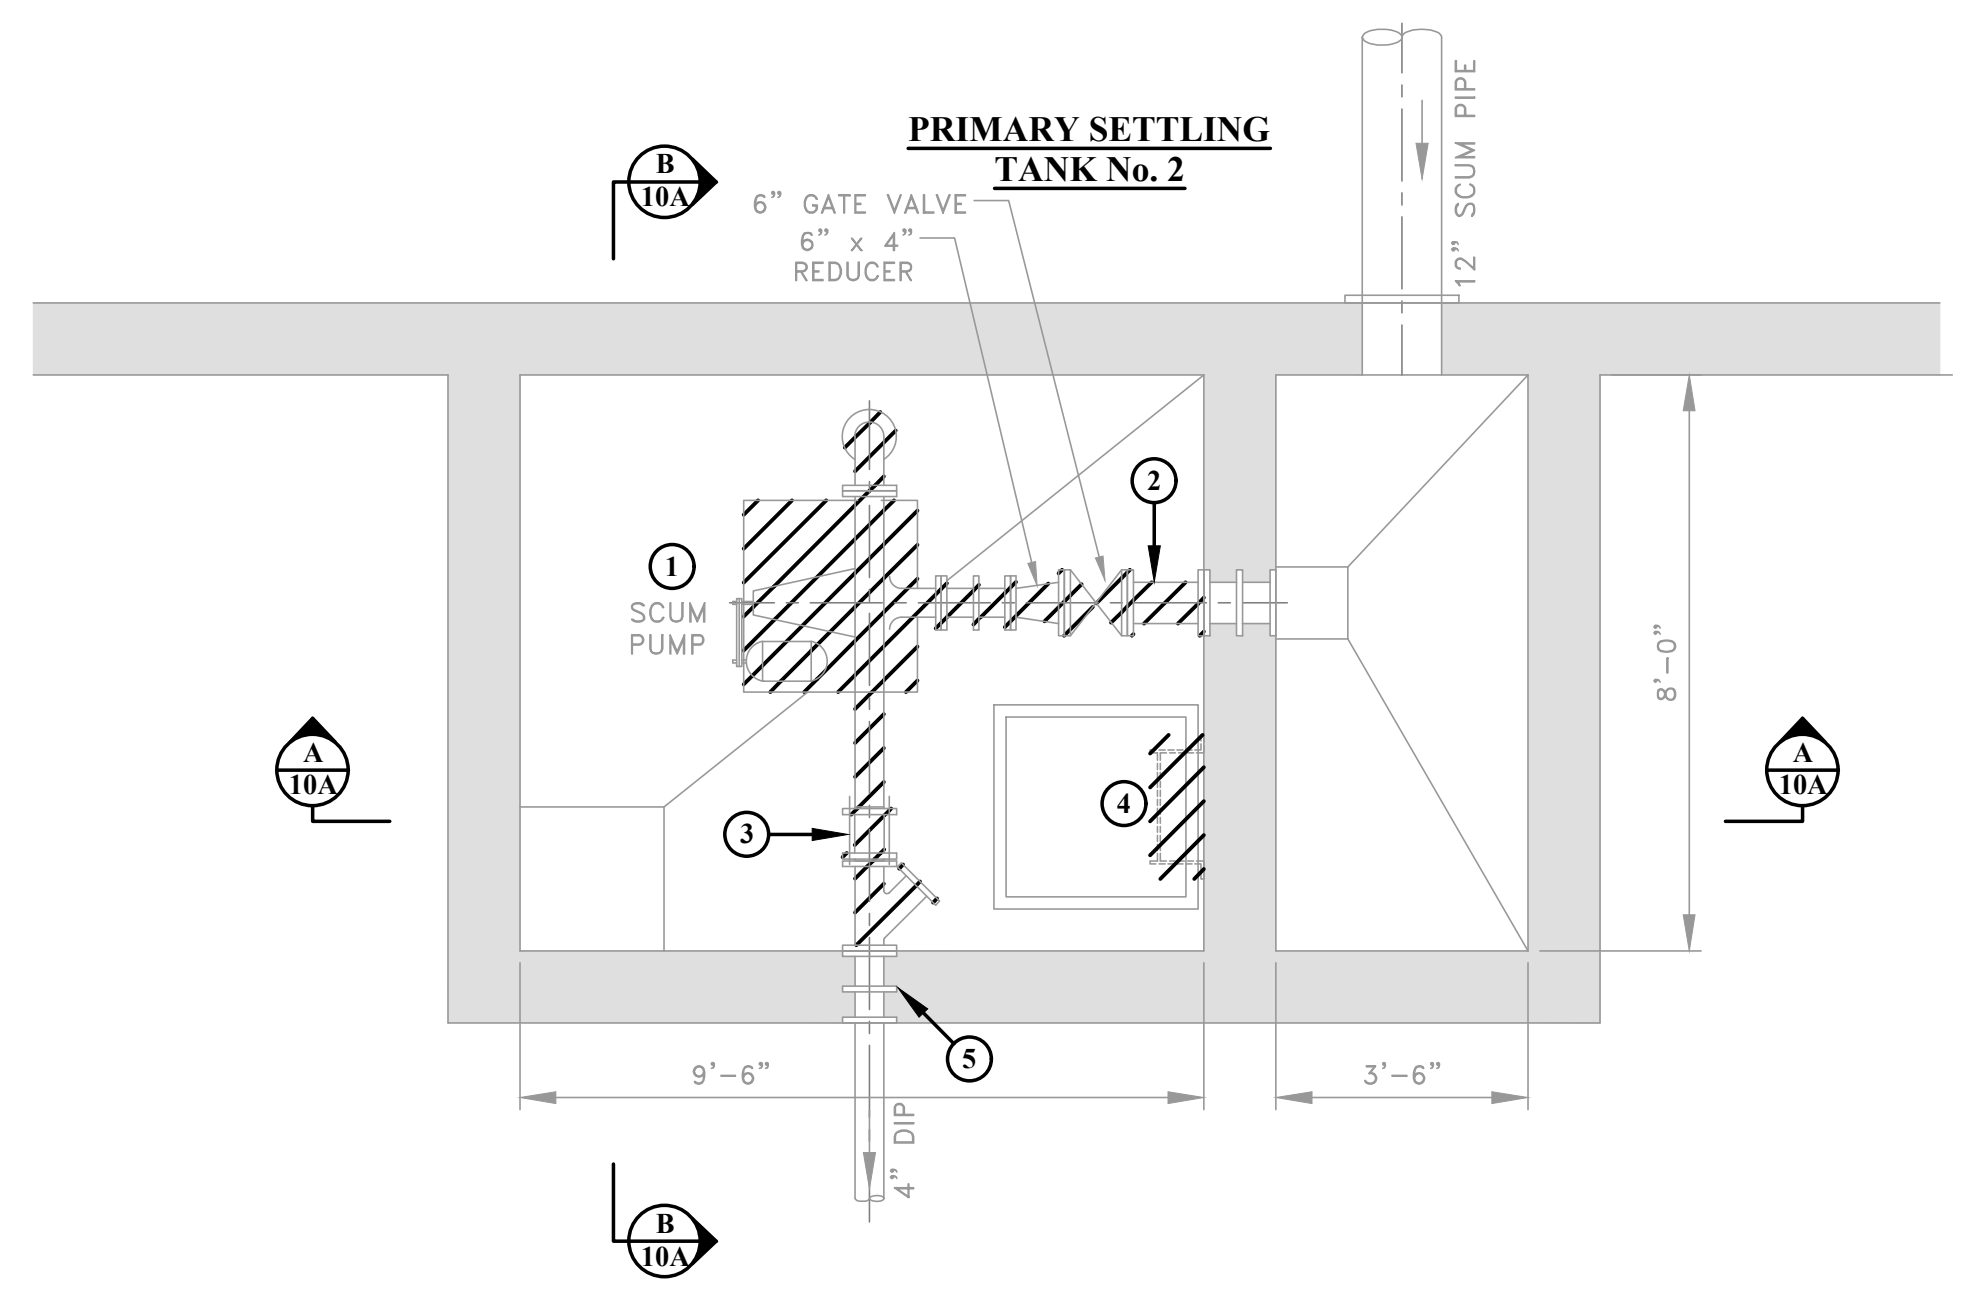 PRIMARY SETTLING
TANK No. 2
12” SCUM PIPE
B
10A
6” GATE VALVE
6” x 4”
REDUCER
2
1
SCUM
PUMP
8'-0”
A
10A
A
10A
4
3
5
9'-6”
3'-6”
4” DIP
B
10A